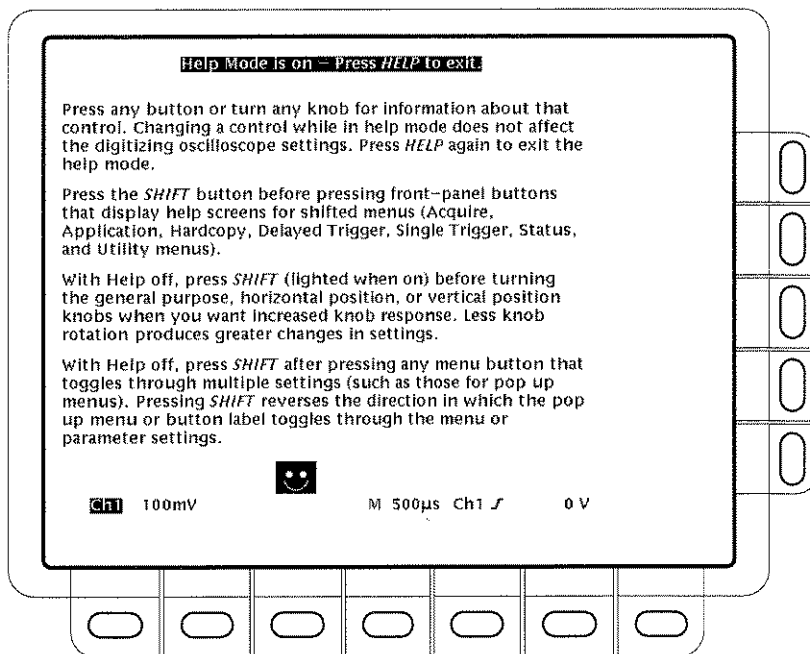 Help Mode is on – Press HELP to exit.
Press any button or turn any knob for information about that
control. Changing a control while in help mode does not affect
the digitizing oscilloscope settings. Press HELP again to exit the
help mode.
Press the SHIFT button before pressing front–panel buttons
that display help screens for shifted menus (Acquire,
Application, Hardcopy, Delayed Trigger, Single Trigger, Status,
and Utility menus).
With Help off, press SHIFT (lighted when on) before turning
the general purpose, horizontal position, or vertical position
knobs when you want increased knob response. Less knob
rotation produces greater changes in settings.
With Help off, press SHIFT after pressing any menu button that
toggles through multiple settings (such as those for pop up
menus). Pressing SHIFT reverses the direction in which the pop
up menu or button label toggles through the menu or
parameter settings.
Ch1 100mV M 500µs Ch1 0 V